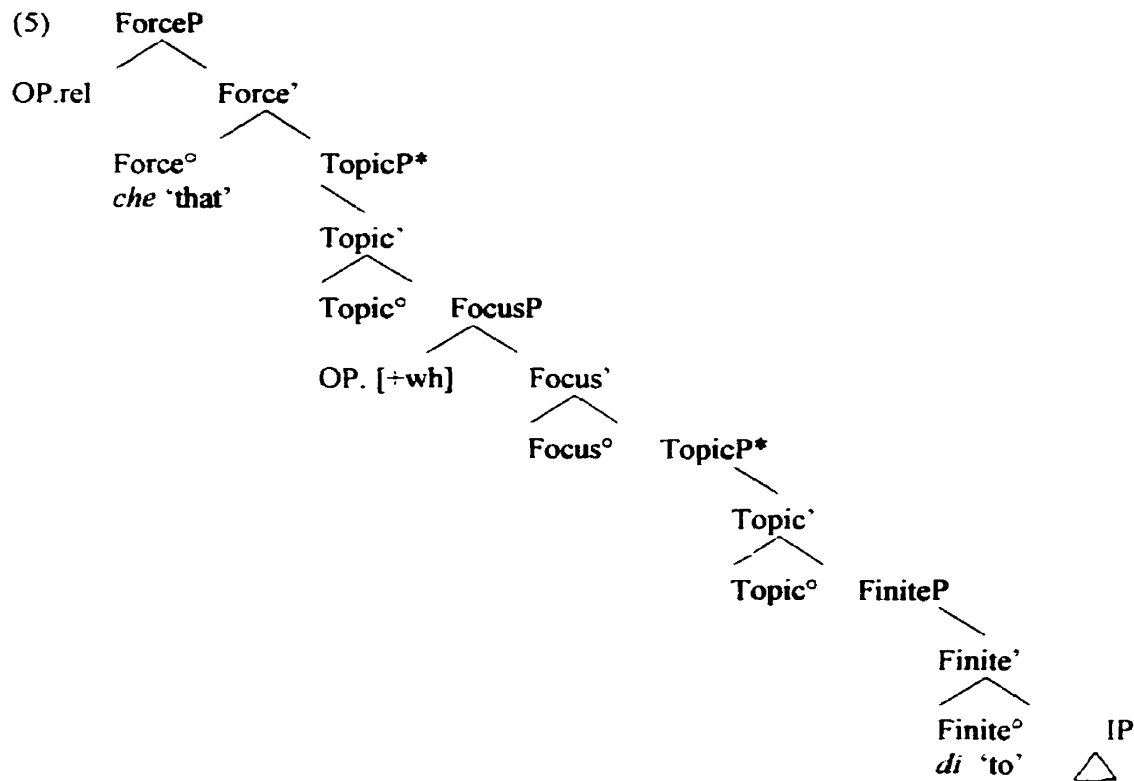 (5) ForceP
OP.rel Force’
Force° TopicP*
che ‘that’
Topic’
Topic° FocusP
OP. [+wh] Focus’
Focus° TopicP*
Topic’
Topic° FiniteP
Finite’
Finite° IP
di ‘to’